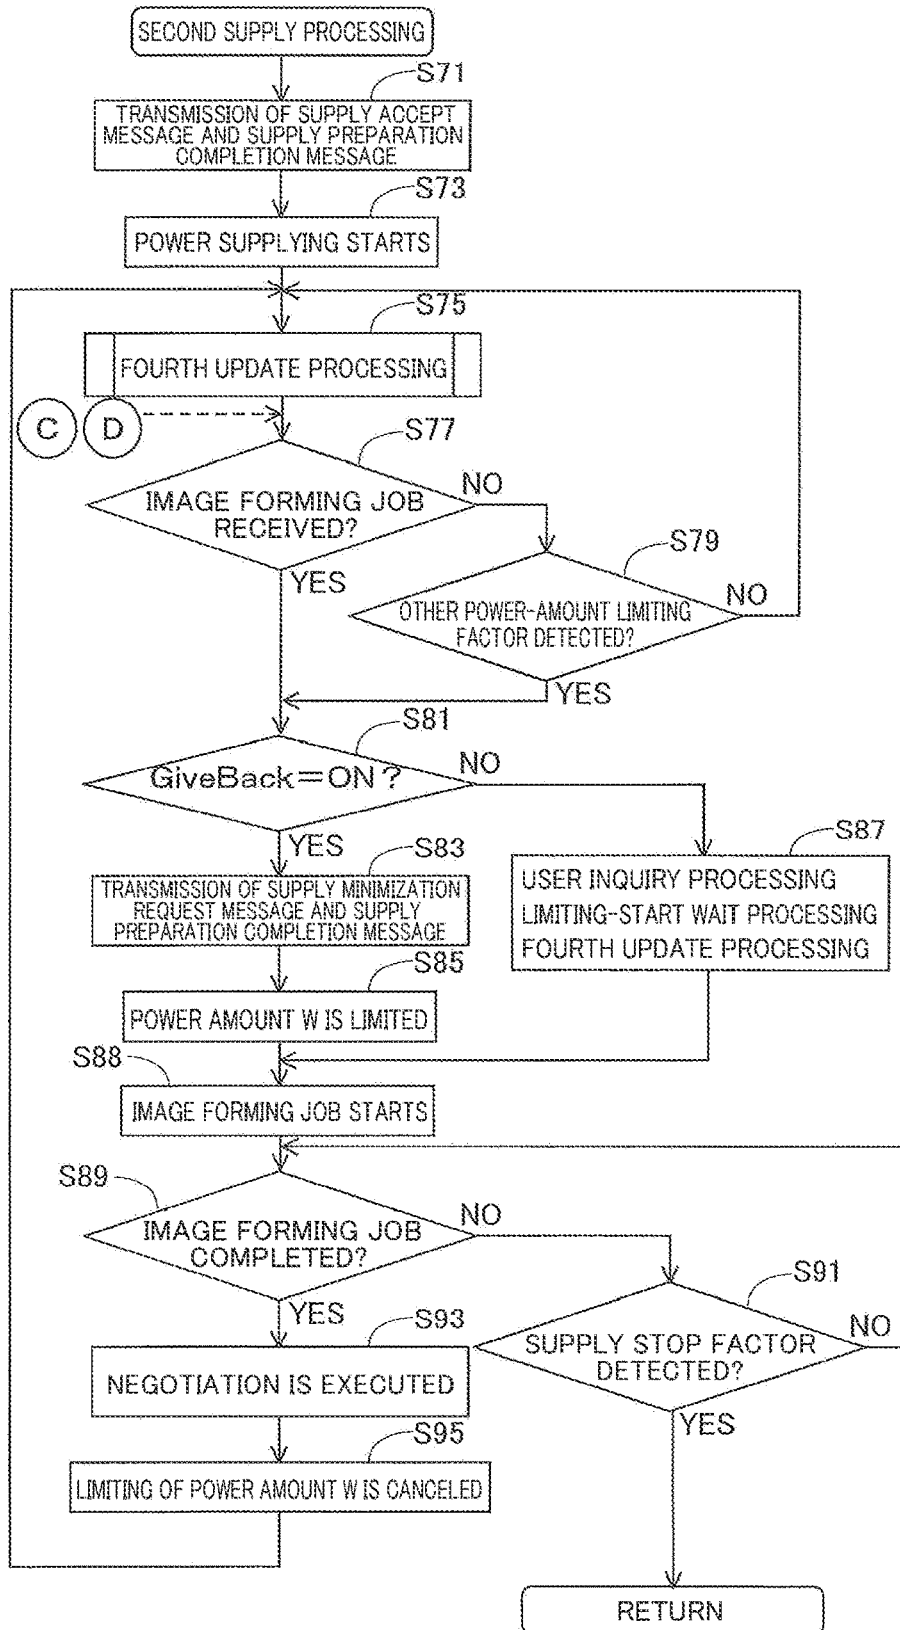 SECOND SUPPLY PROCESSING
S71
TRANSMISSION OF SUPPLY ACCEPT
MESSAGE AND SUPPLY PREPARATION
COMPLETION MESSAGE
S73
POWER SUPPLYING STARTS
S75
FOURTH UPDATE PROCESSING
C D
S77
IMAGE FORMING JOB
RECEIVED?
NO
YES
S79
OTHER POWER-AMOUNT LIMITING
FACTOR DETECTED?
NO
YES
S81
GiveBack=ON?
NO
YES
S83
TRANSMISSION OF SUPPLY MINIMIZATION
REQUEST MESSAGE AND SUPPLY
PREPARATION COMPLETION MESSAGE
S87
USER INQUIRY PROCESSING
LIMITING-START WAIT PROCESSING
FOURTH UPDATE PROCESSING
S85
POWER AMOUNT W IS LIMITED
S88
IMAGE FORMING JOB STARTS
S89
IMAGE FORMING JOB
COMPLETED?
NO
YES
S91
SUPPLY STOP FACTOR
DETECTED?
NO
YES
S93
NEGOTIATION IS EXECUTED
S95
LIMITING OF POWER AMOUNT W IS CANCELED
RETURN